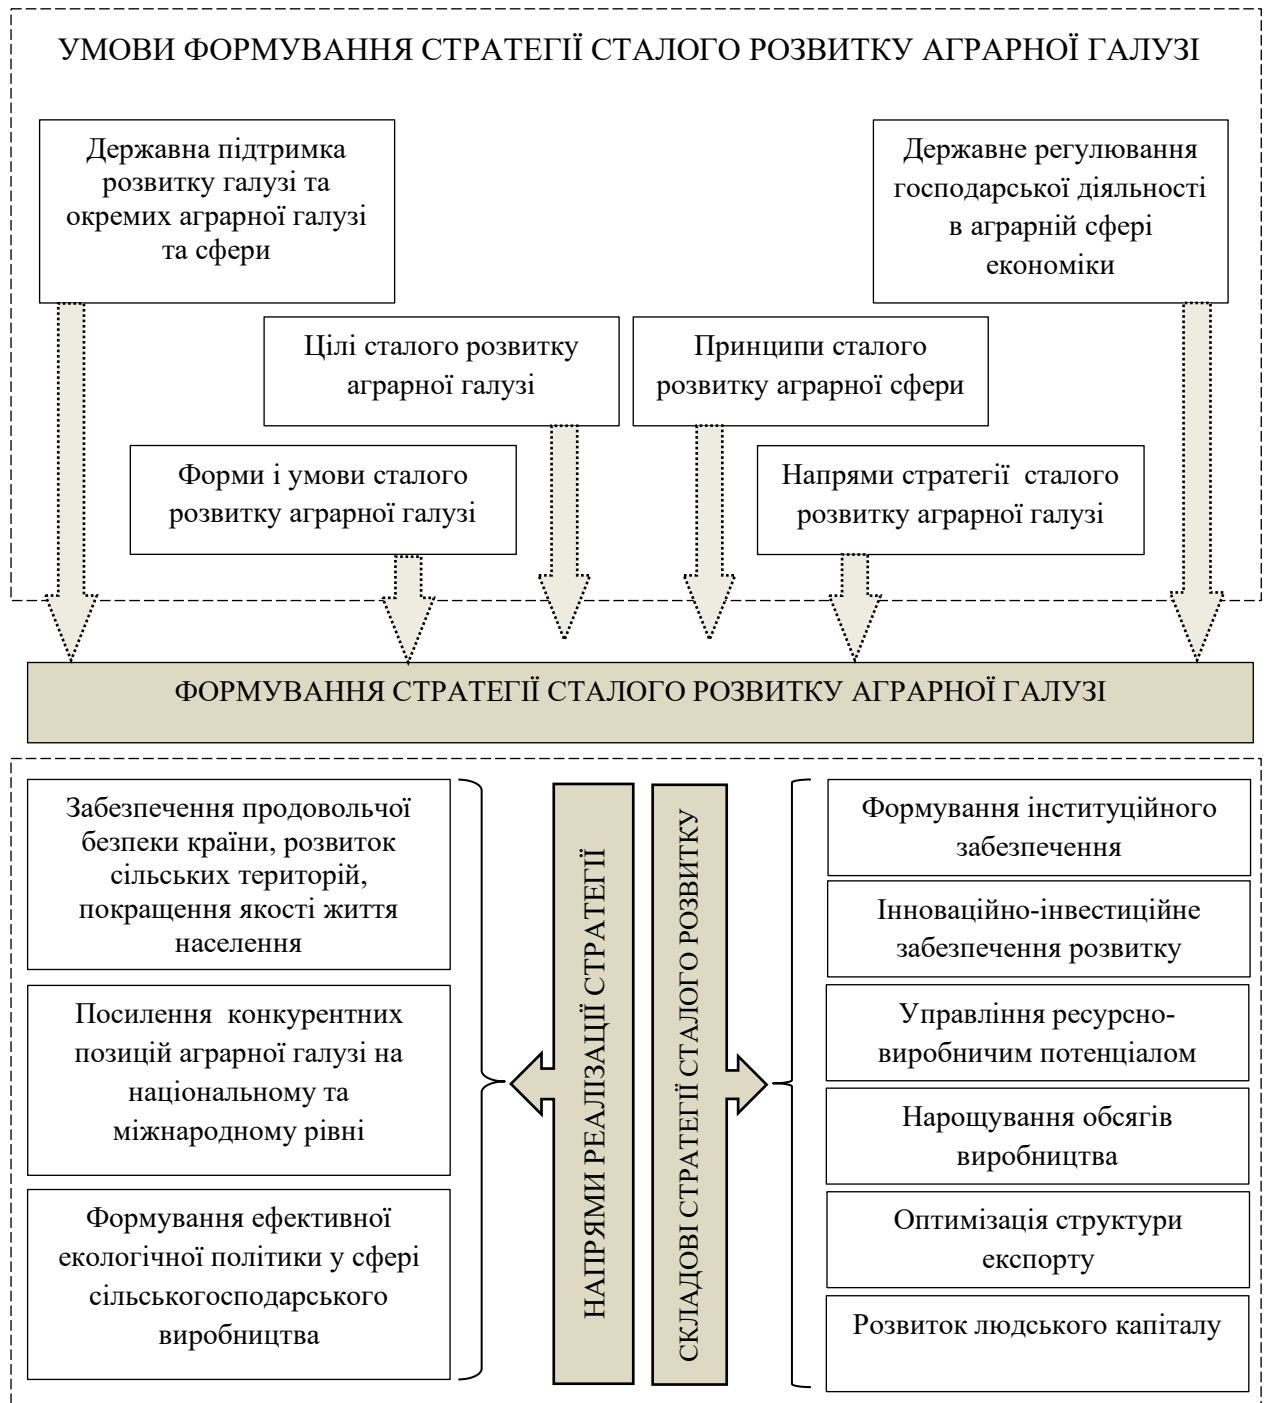 УМОВИ ФОРМУВАННЯ СТРАТЕГІЇ СТАЛОГО РОЗВИТКУ АГРАРНОЇ ГАЛУЗІ
Державна підтримка
розвитку галузі та
окремих аграрної галузі
та сфери
Державне регулювання
господарської діяльності
в аграрній сфері
економіки
Цілі сталого розвитку
аграрної галузі
Принципи сталого
розвитку аграрної сфери
Форми і умови сталого
розвитку аграрної галузі
Напрями стратегії сталого
розвитку аграрної галузі
ФОРМУВАННЯ СТРАТЕГІЇ СТАЛОГО РОЗВИТКУ АГРАРНОЇ ГАЛУЗІ
Забезпечення продовольчої
безпеки країни, розвиток
сільських територій,
покращення якості життя
населення
Посилення конкурентних
позицій аграрної галузі на
національному та
міжнародному рівні
Формування ефективної
екологічної політики у сфері
сільськогосподарського
виробництва
НАПРЯМИ РЕАЛІЗАЦІЇ СТРАТЕГІЇ
СКЛАДОВІ СТРАТЕГІЇ СТАЛОГО РОЗВИТКУ
Формування інституційного
забезпечення
Інноваційно-інвестиційне
забезпечення розвитку
Управління ресурсно-
виробничим потенціалом
Нарощування обсягів
виробництва
Оптимізація структури
експорту
Розвиток людського капіталу